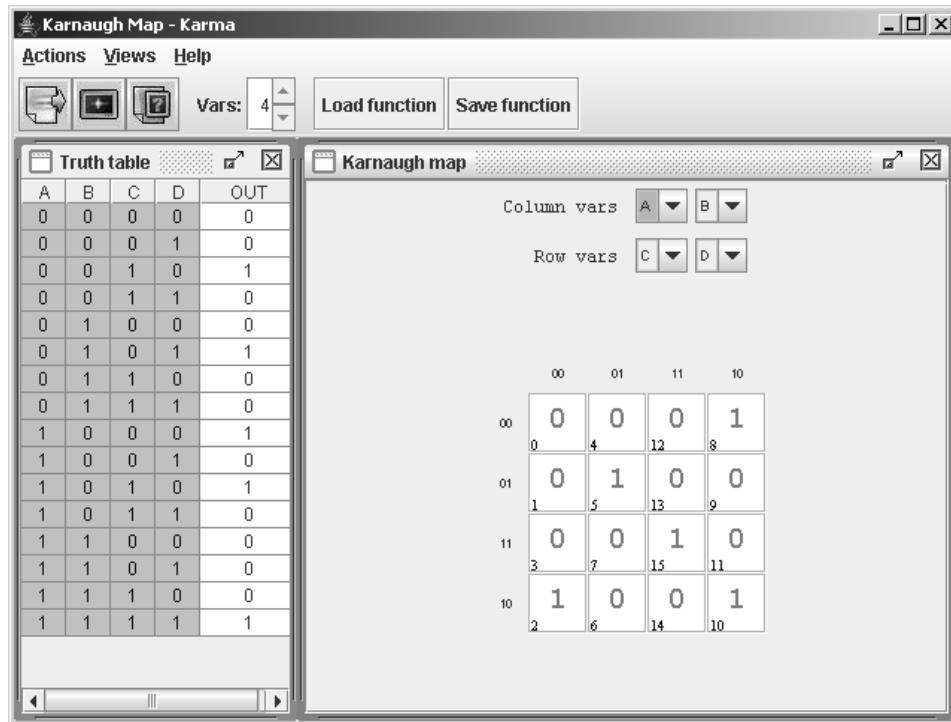 Karnaugh Map - Karma
Actions Views Help
Vars: 4 Load function Save function
Truth table
A B C D OUT
0 0 0 0 0
0 0 0 1 0
0 0 1 0 1
0 0 1 1 0
0 1 0 0 0
0 1 0 1 1
0 1 1 0 0
0 1 1 1 0
1 0 0 0 1
1 0 0 1 0
1 0 1 0 1
1 0 1 1 0
1 1 0 0 0
1 1 0 1 0
1 1 1 0 0
1 1 1 1 1
Karnaugh map
Column vars A B
Row vars C D
00 01 11 10
00 0 0 0 1
0 4 12 8
01 0 1 0 0
1 5 13 9
11 0 0 1 0
3 7 15 11
10 1 0 0 1
2 6 14 10